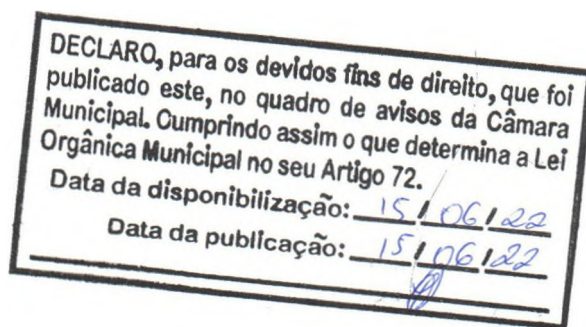 DECLARO, para os devidos fins de direito, que foi
publicado este, no quadro de avisos da Câmara
Municipal. Cumprindo assim o que determina a Lei
Orgânica Municipal no seu Artigo 72.
Data da disponibilização: 15 / 06 / 22
Data da publicação: 15 / 06 / 22